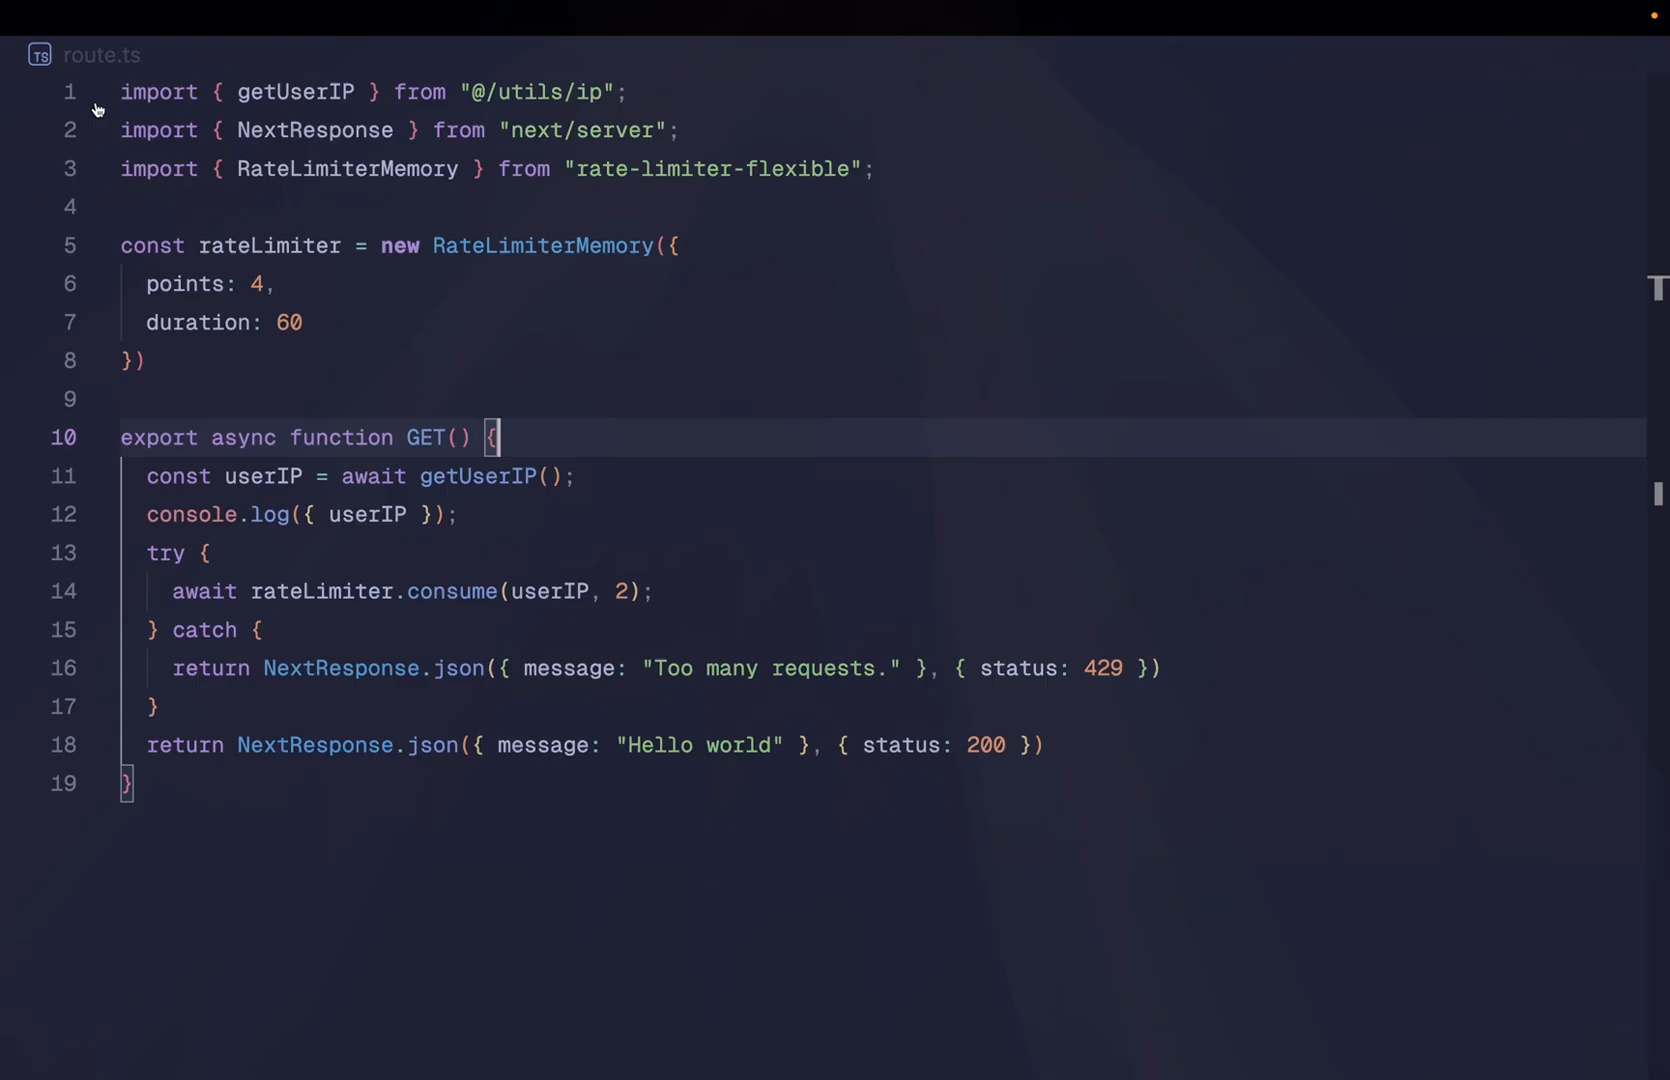 TS route.ts
1 import { getUserIP } from "@/utils/ip";
2 import { NextResponse } from "next/server";
3 import { RateLimiterMemory } from "rate-limiter-flexible";
4
5 const rateLimiter = new RateLimiterMemory({
6   points: 4,
7   duration: 60
8 })
9
10 export async function GET() {
11   const userIP = await getUserIP();
12   console.log({ userIP });
13   try {
14     await rateLimiter.consume(userIP, 2);
15   } catch {
16     return NextResponse.json({ message: "Too many requests." }, { status: 429 })
17   }
18   return NextResponse.json({ message: "Hello world" }, { status: 200 })
19 }